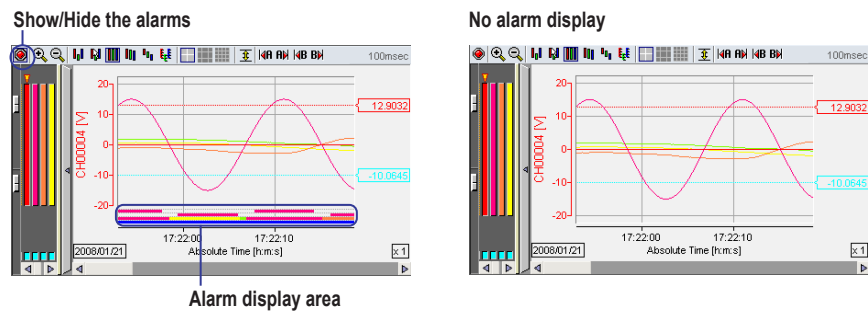 Show/Hide the alarms
100msec
20
10
0
-10
-20
CH00004 [V]
12.9032
-10.0645
17:22:00
17:22:10
2008/01/21
Absolute Time [h:m:s]
x 1
Alarm display area
No alarm display
A A B B
100msec
20
10
0
-10
-20
CH00004 [V]
12.9032
-10.0645
17:22:00
17:22:10
2008/01/21
Absolute Time [h:m:s]
x 1